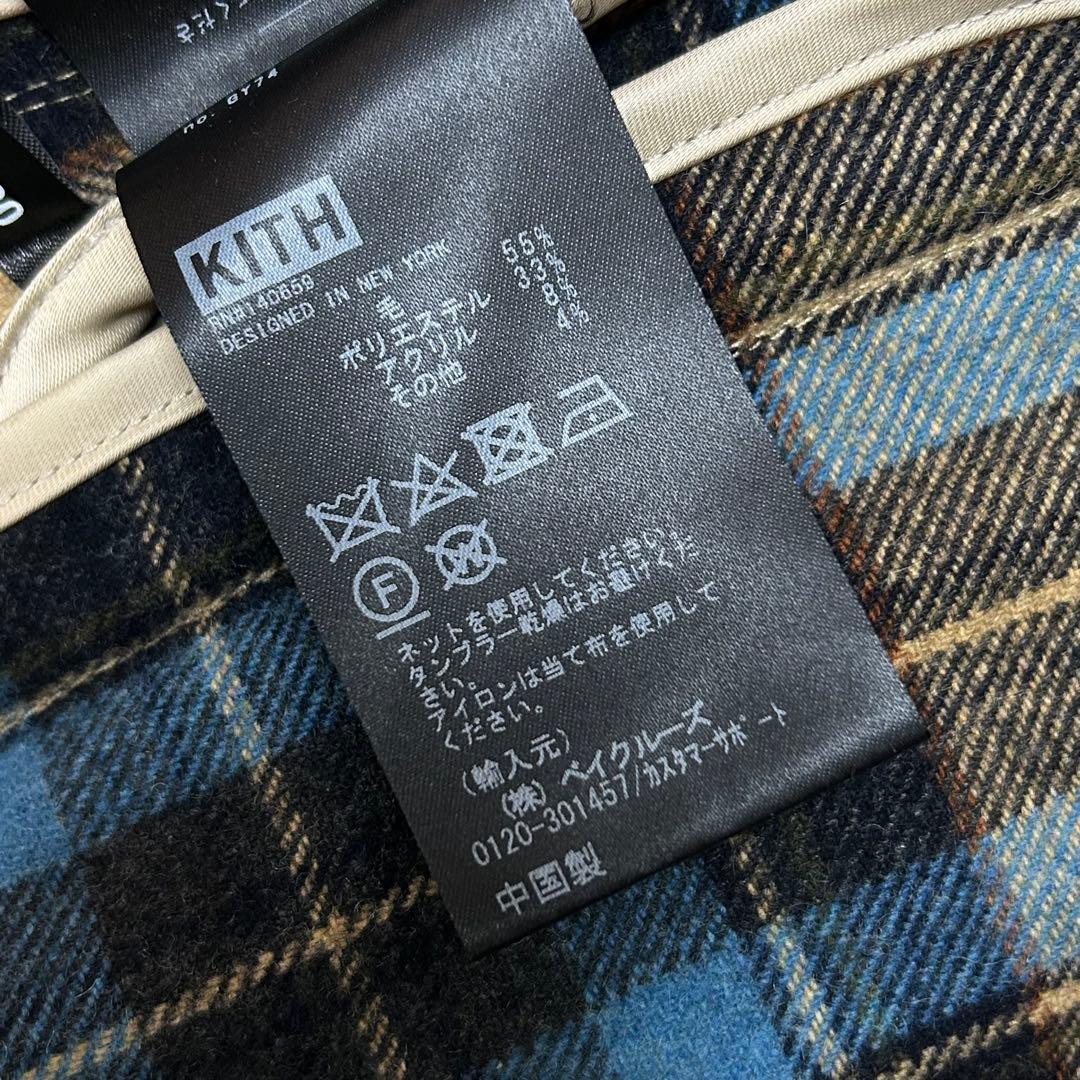 no. GY74
KITH
RN#140659
DESIGNED IN NEW YORK
毛 55%
ポリエステル 33%
アクリル 8%
その他 4%
F
W
ネットを使用してください。
タンブラー乾燥はお避けくだ
さい。
アイロンは当て布を使用して
ください。
(輸入元)
(株) ベイクルーズ
0120-301457/カスタマーサポート
中国製